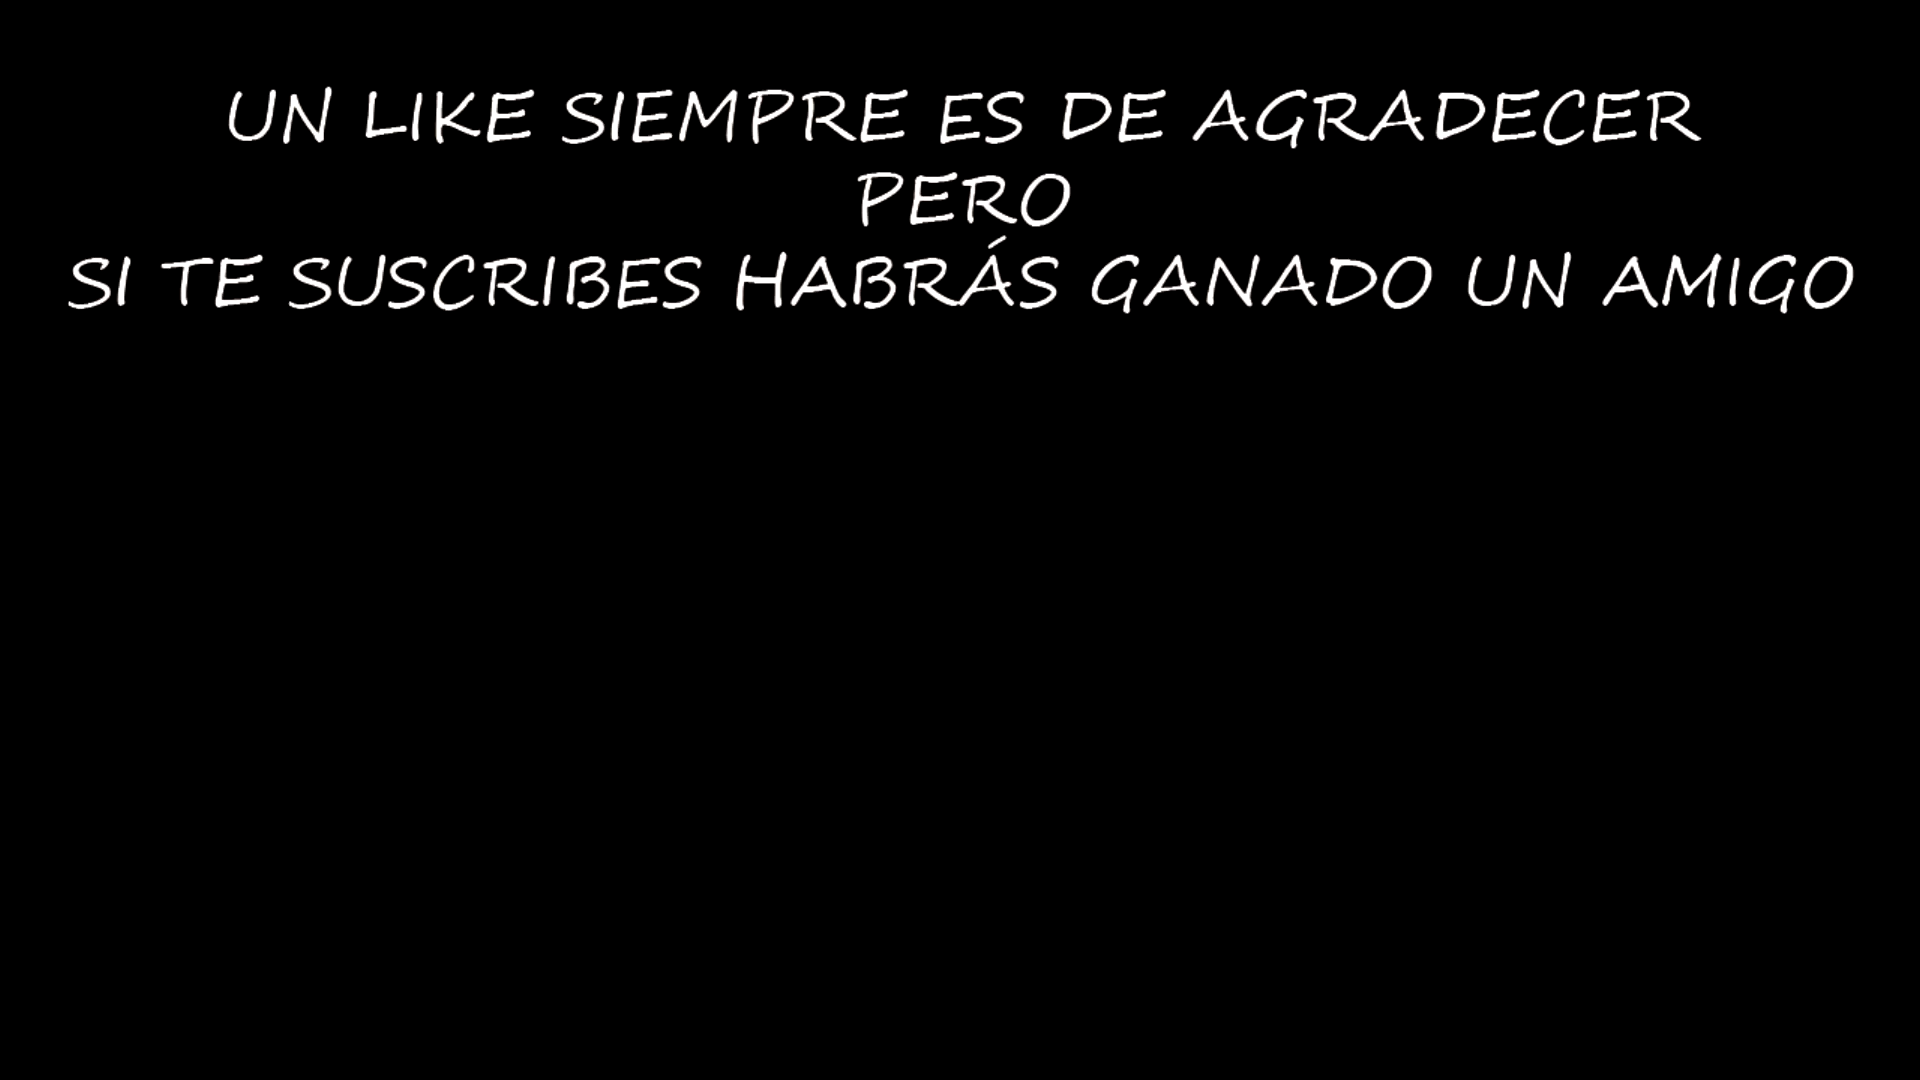 UN LIKE SIEMPRE ES DE AGRADECER
PERO
SI TE SUSCRIBES HABRÁS GANADO UN AMIGO